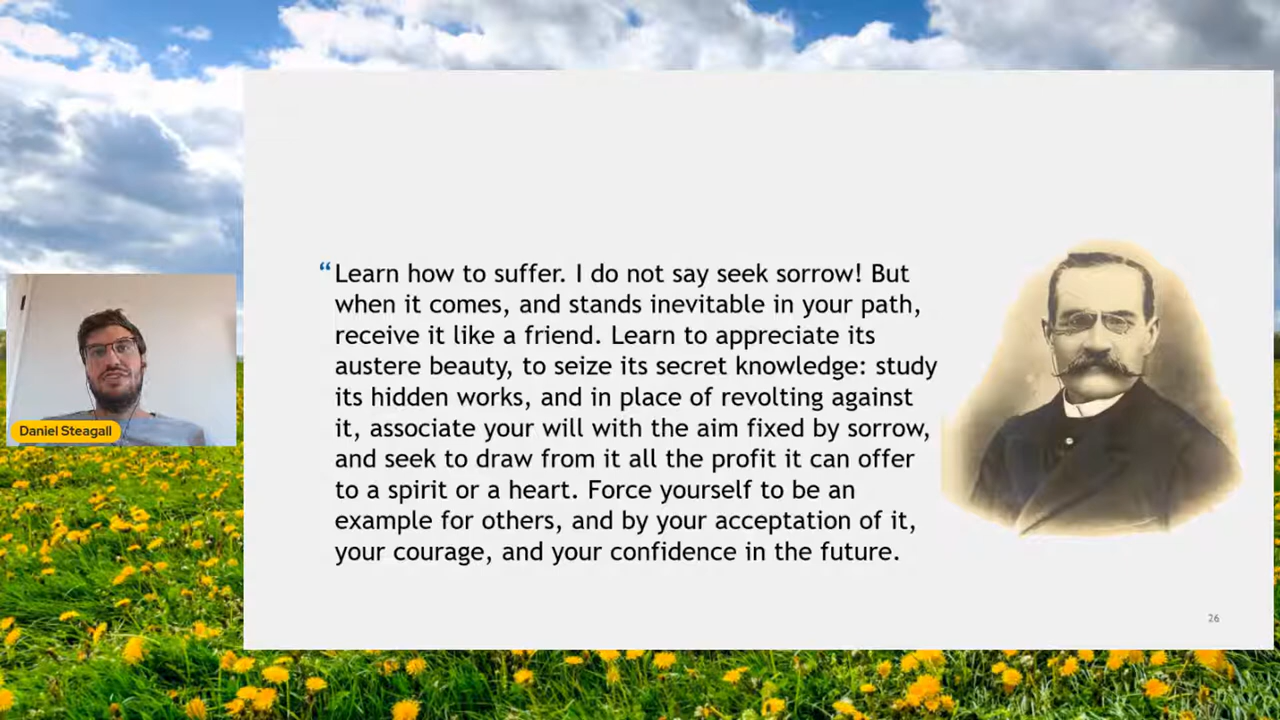 “Learn how to suffer. I do not say seek sorrow! But
when it comes, and stands inevitable in your path,
receive it like a friend. Learn to appreciate its
austere beauty, to seize its secret knowledge: study
its hidden works, and in place of revolting against
it, associate your will with the aim fixed by sorrow,
and seek to draw from it all the profit it can offer
to a spirit or a heart. Force yourself to be an
example for others, and by your acceptation of it,
your courage, and your confidence in the future.
Daniel Steagall
26